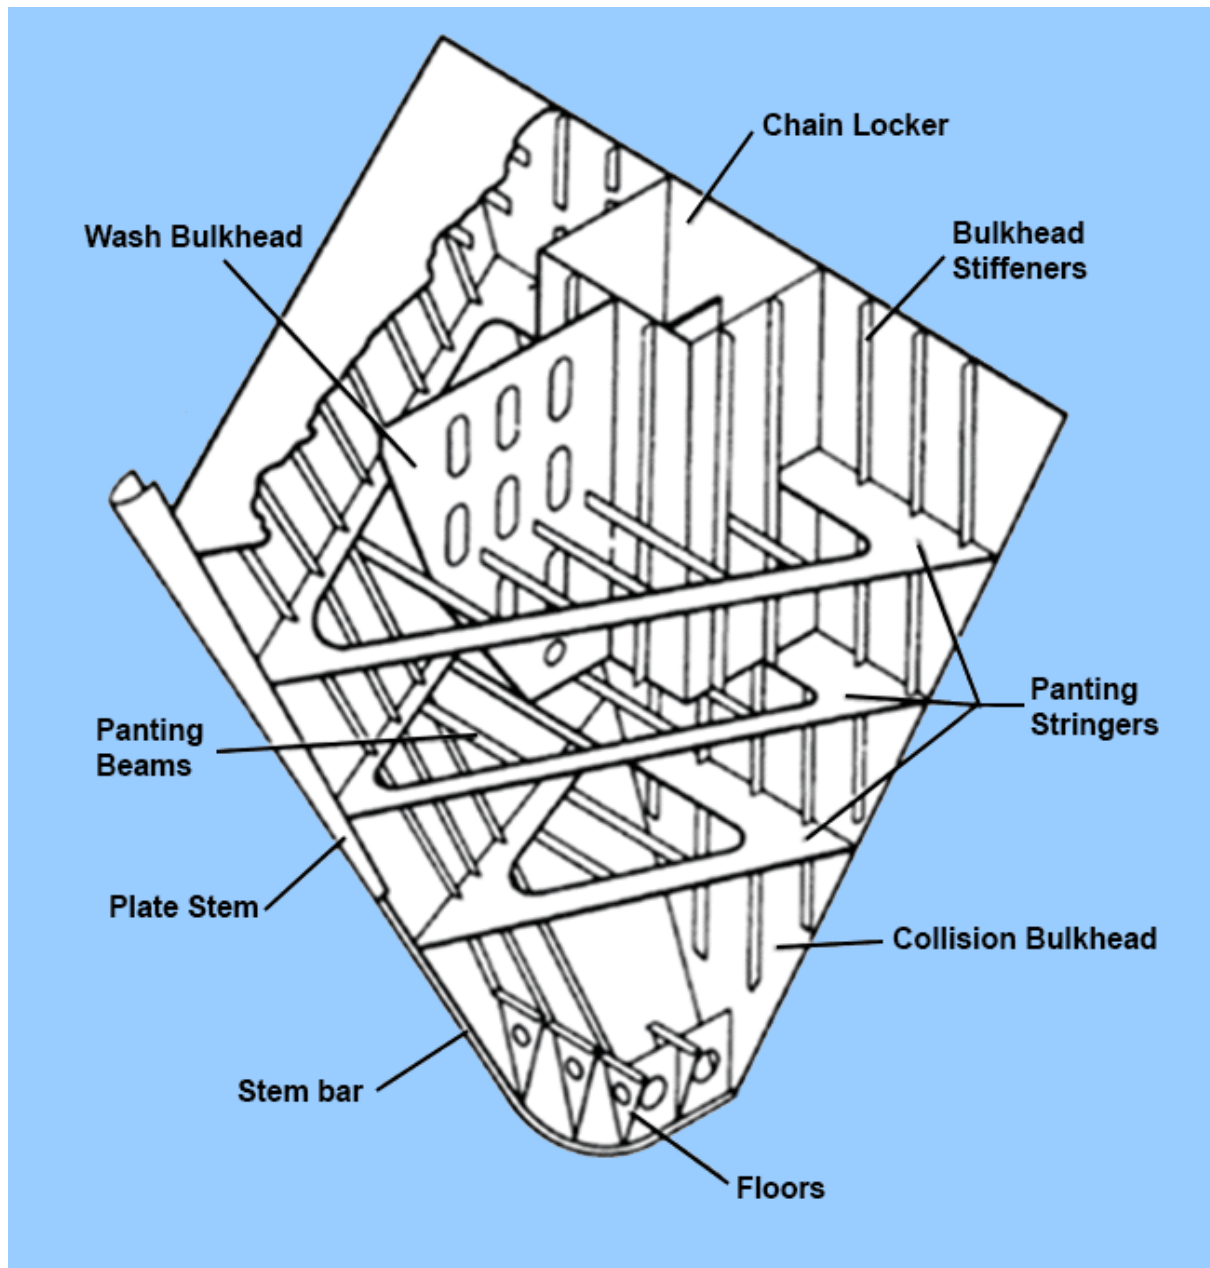 Chain Locker
Wash Bulkhead
Bulkhead
Stiffeners
Panting
Beams
Panting
Stringers
Plate Stem
Collision Bulkhead
Stem bar
Floors